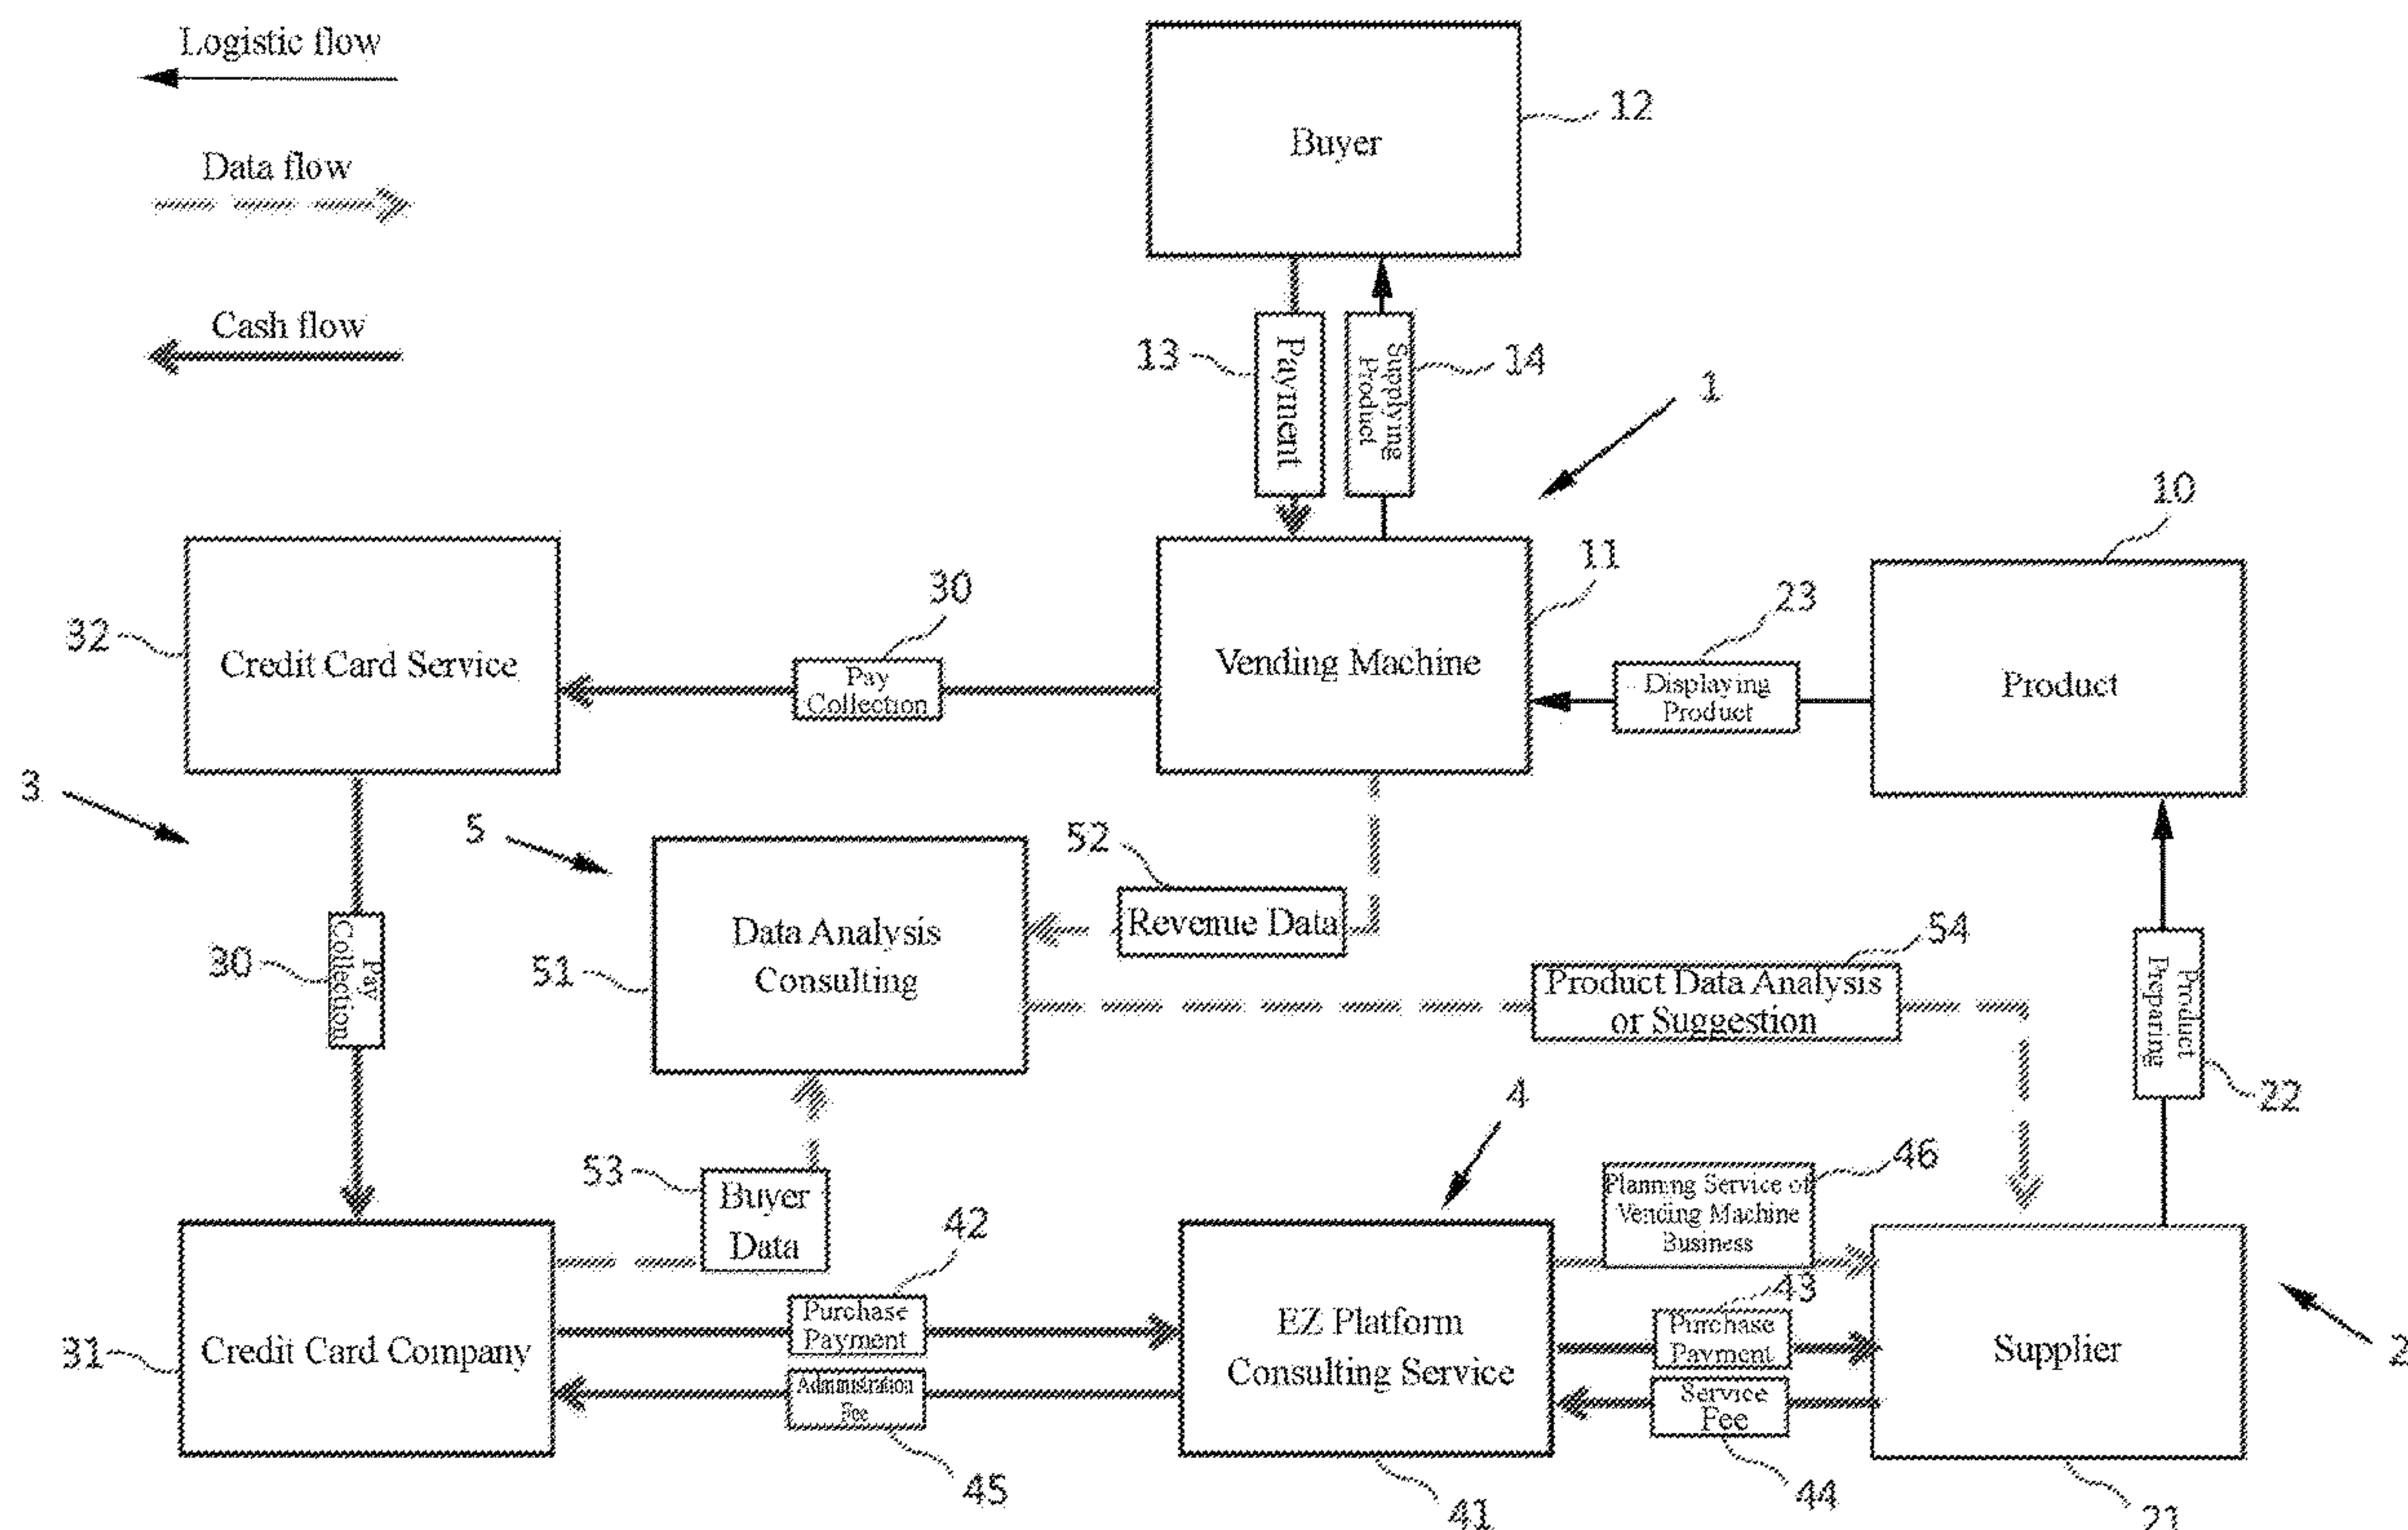 Logistic flow
Data flow
Cash flow
Buyer
12
13
Payment
Supplying
Product
14
1
10
11
23
30
32
Credit Card Service
Pay
Collection
Vending Machine
Displaying
Product
Product
3
5
52
Revenue Data
Data Analysis
Consulting
51
54
Product Data Analysis
or Suggestion
30
Pay
Collection
Product
Preparing
22
4
53
Buyer
Data
42
46
Planning Service of
Vending Machine
Business
43
31
Credit Card Company
Purchase
Payment
EZ Platform
Consulting Service
Purchase
Payment
Supplier
2
Administration
Fee
Service
Fee
45
41
44
21